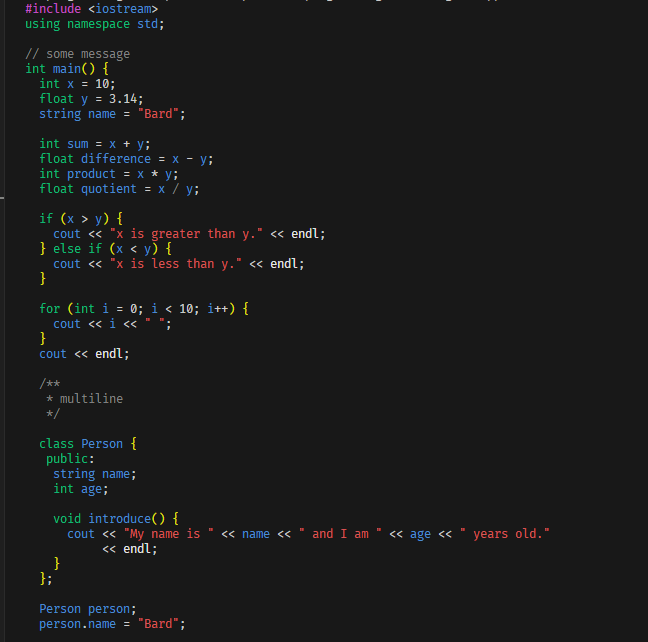 #include <iostream>
using namespace std;

// some message
int main() {
  int x = 10;
  float y = 3.14;
  string name = "Bard";

  int sum = x + y;
  float difference = x - y;
  int product = x * y;
  float quotient = x / y;

  if (x > y) {
    cout << "x is greater than y." << endl;
  } else if (x < y) {
    cout << "x is less than y." << endl;
  }

  for (int i = 0; i < 10; i++) {
    cout << i << " ";
  }
  cout << endl;

  /**
   * multiline
   */

  class Person {
   public:
    string name;
    int age;

    void introduce() {
      cout << "My name is " << name << " and I am " << age << " years old."
           << endl;
    }
  };

  Person person;
  person.name = "Bard";